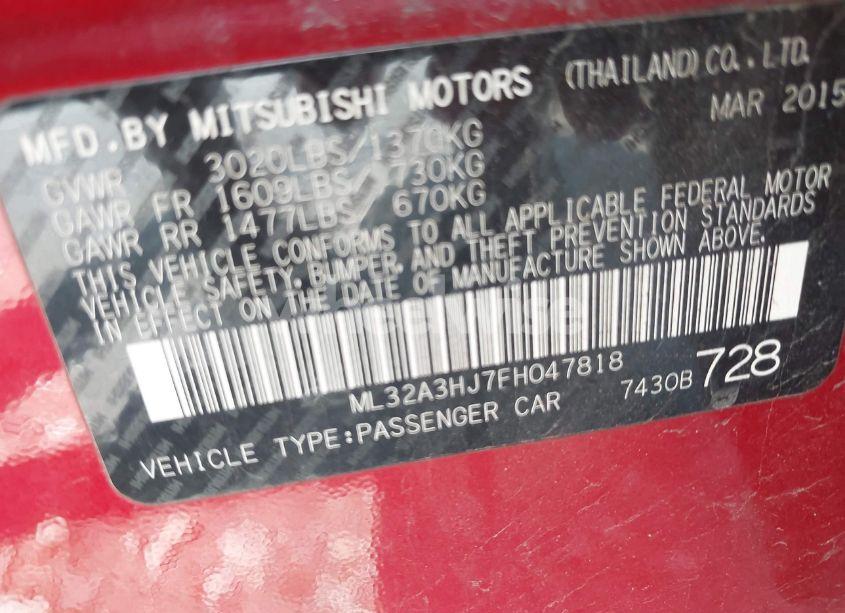 MFD.BY MITSUBISHI MOTORS (THAILAND) CO.,LTD.
MAR 2015
GVWR 3020LBS/1370KG
GAWR FR 1609LBS/ 730KG
GAWR RR 1477LBS/ 670KG
THIS VEHICLE CONFORMS TO ALL APPLICABLE FEDERAL MOTOR
VEHICLE SAFETY,BUMPER,AND THEFT PREVENTION STANDARDS
IN EFFECT ON THE DATE OF MANUFACTURE SHOWN ABOVE.
ML32A3HJ7FH047818
7430B 728
VEHICLE TYPE:PASSENGER CAR